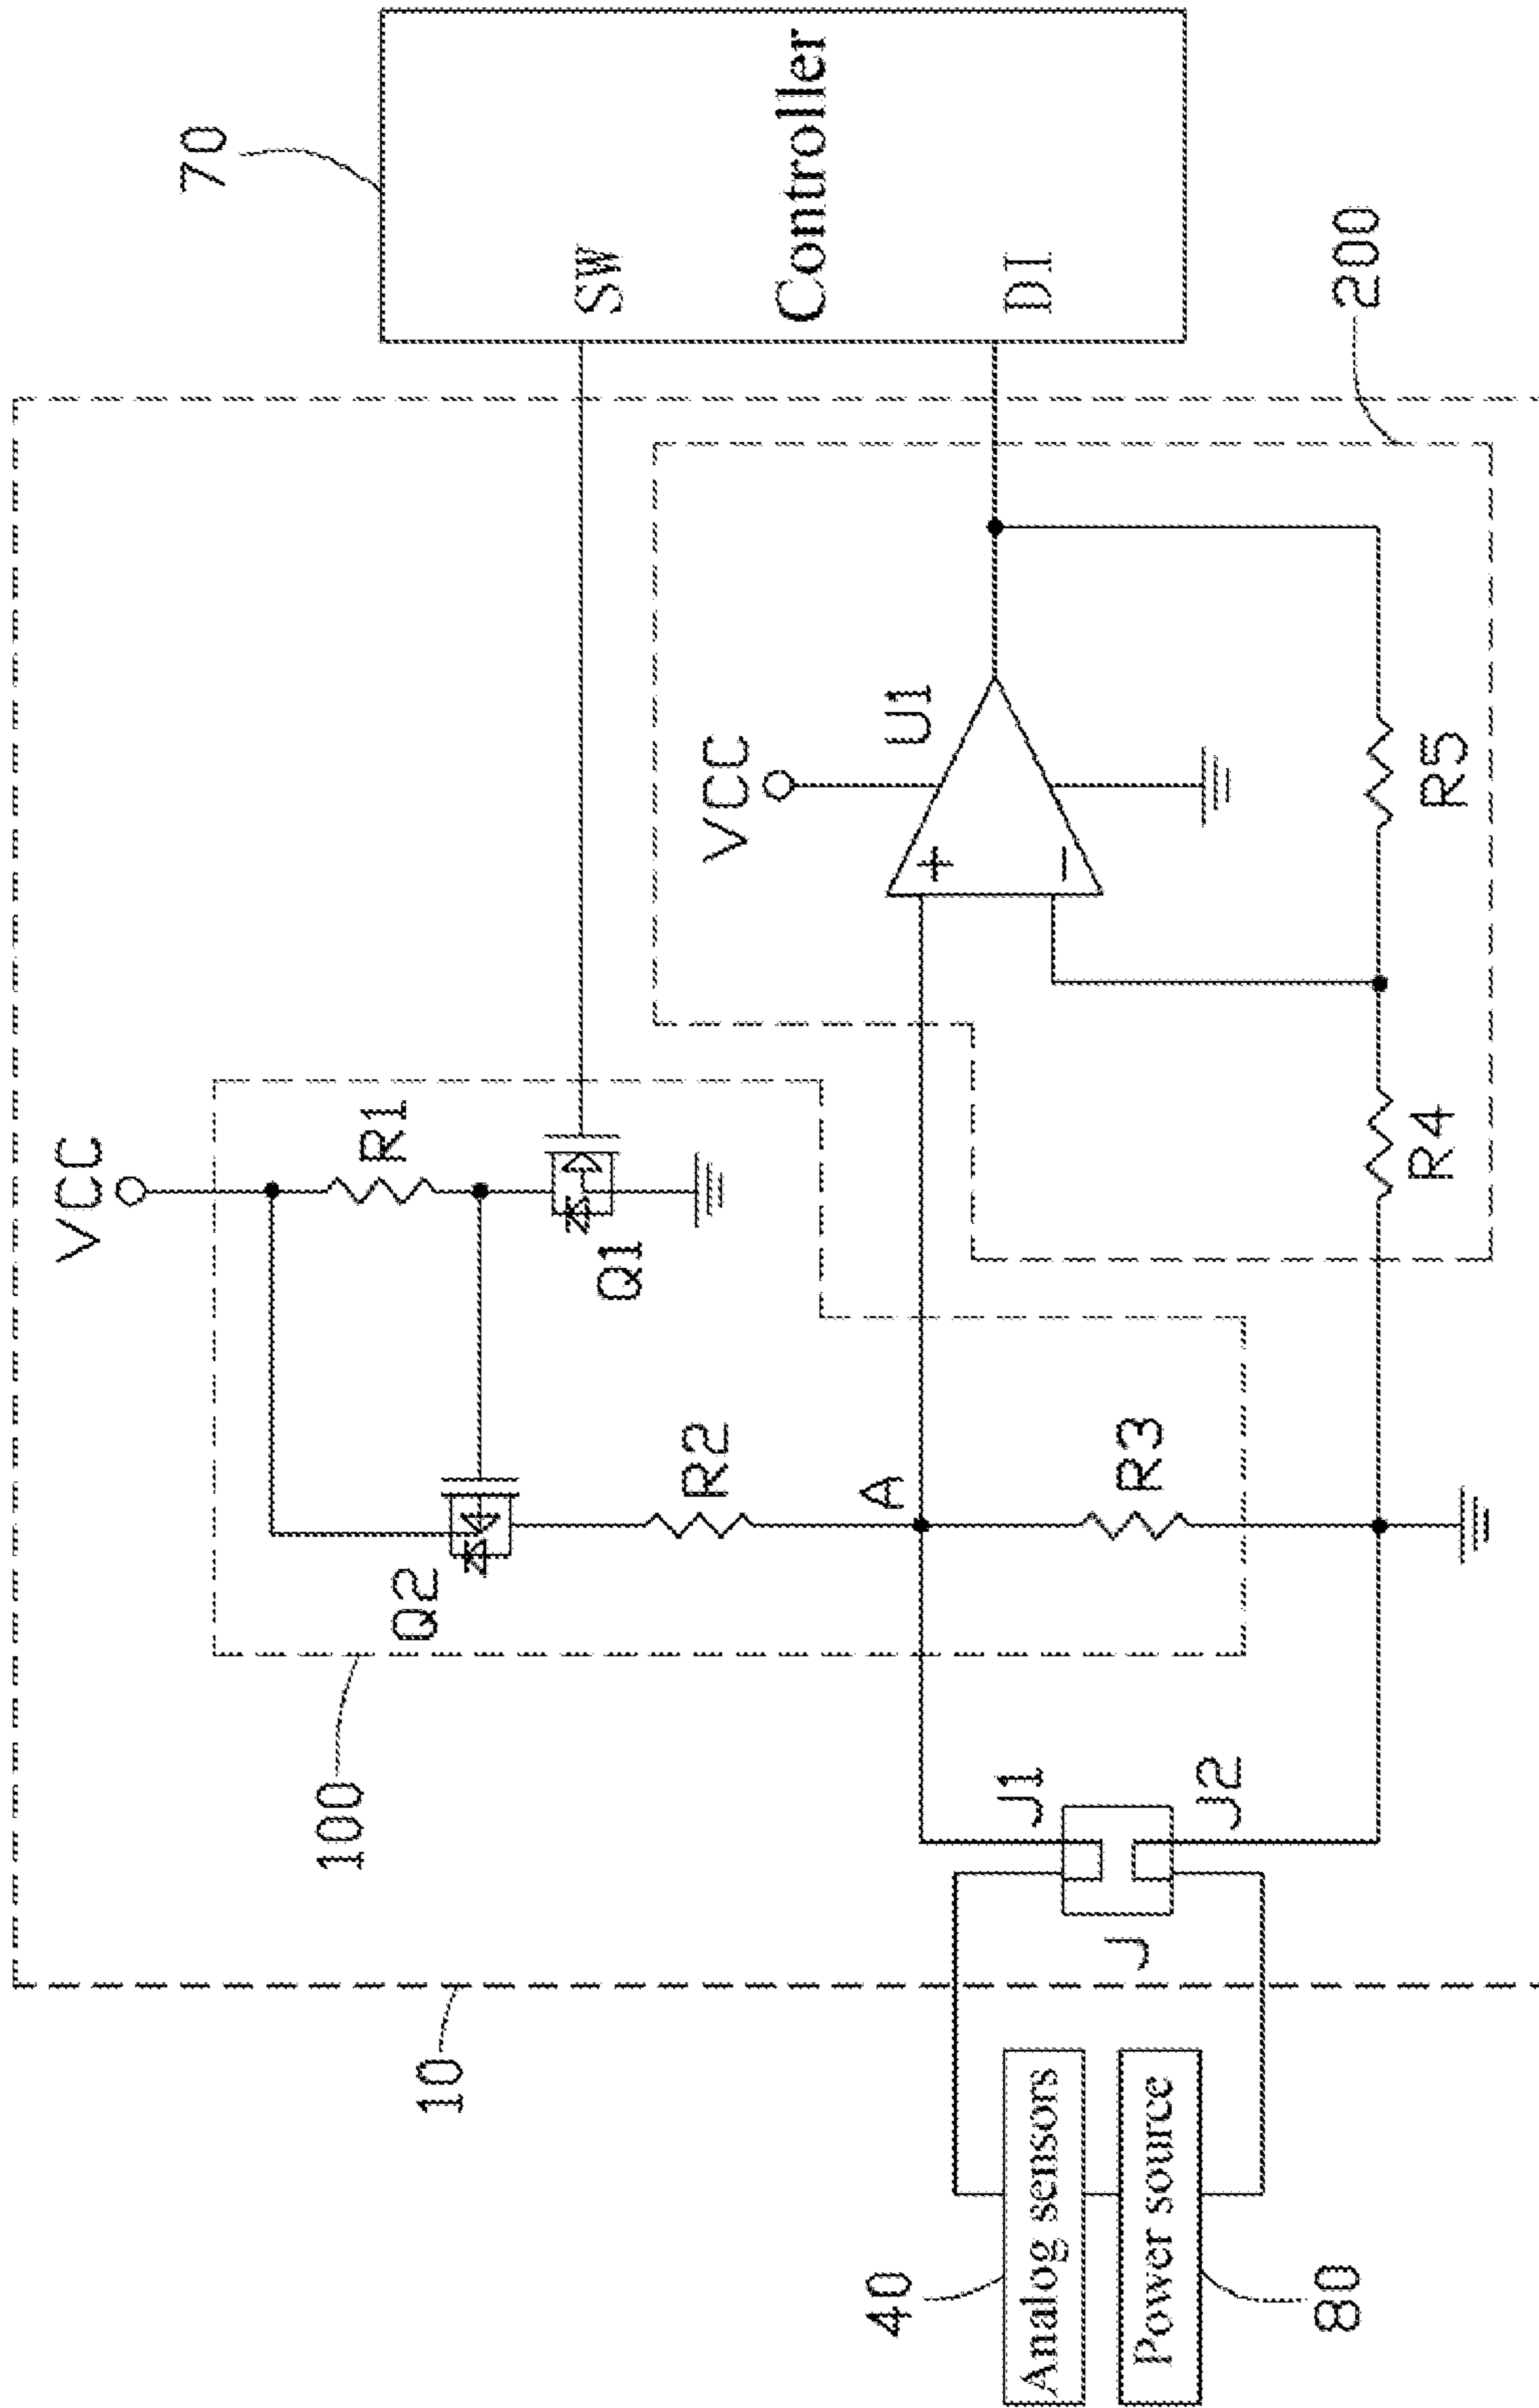 70
Controller
SW
DI
200
VCC
R1
Q1
Q2
R2
A
R3
VCC
U1
R5
R4
100
J1
J2
J
10
40
Analog sensors
Power source
80